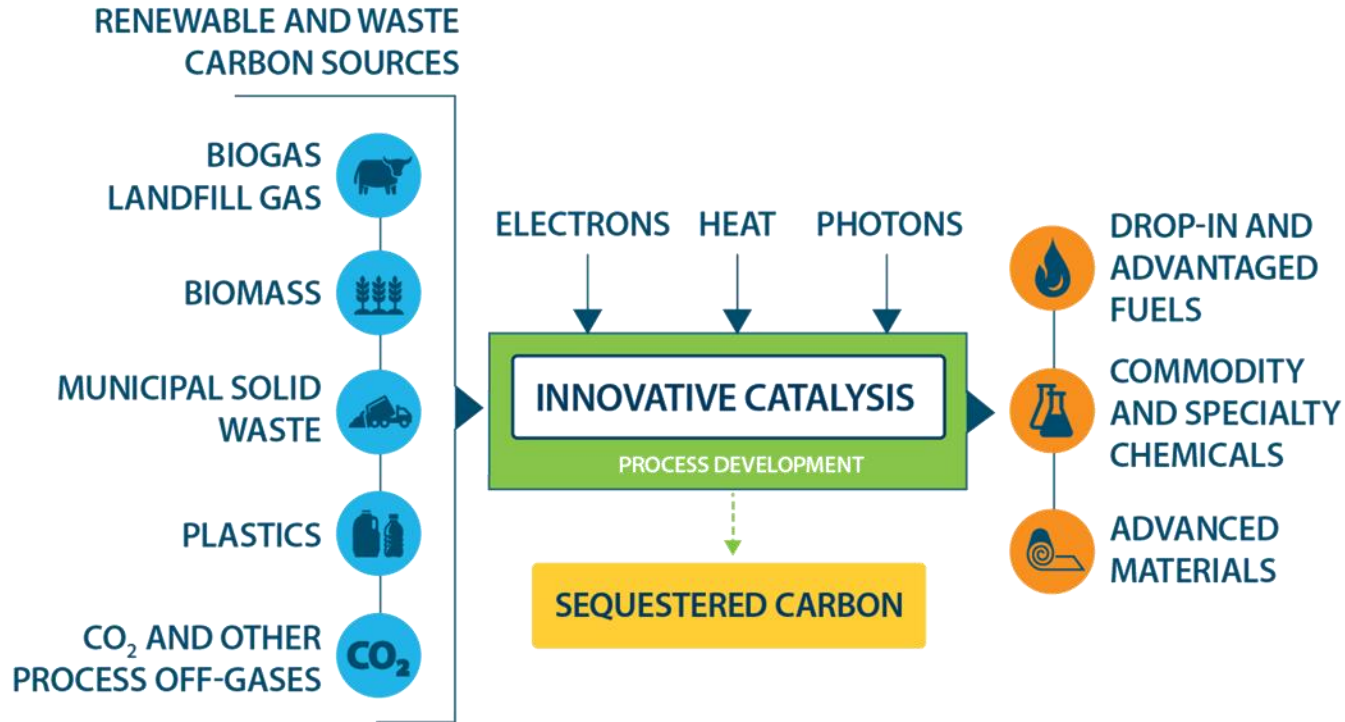 RENEWABLE AND WASTE
CARBON SOURCES
BIOGAS
LANDFILL GAS
BIOMASS
MUNICIPAL SOLID
WASTE
PLASTICS
CO₂ AND OTHER
PROCESS OFF-GASES
CO₂
ELECTRONS HEAT PHOTONS
INNOVATIVE CATALYSIS
PROCESS DEVELOPMENT
SEQUESTERED CARBON
DROP-IN AND
ADVANTAGED
FUELS
COMMODITY
AND SPECIALTY
CHEMICALS
ADVANCED
MATERIALS